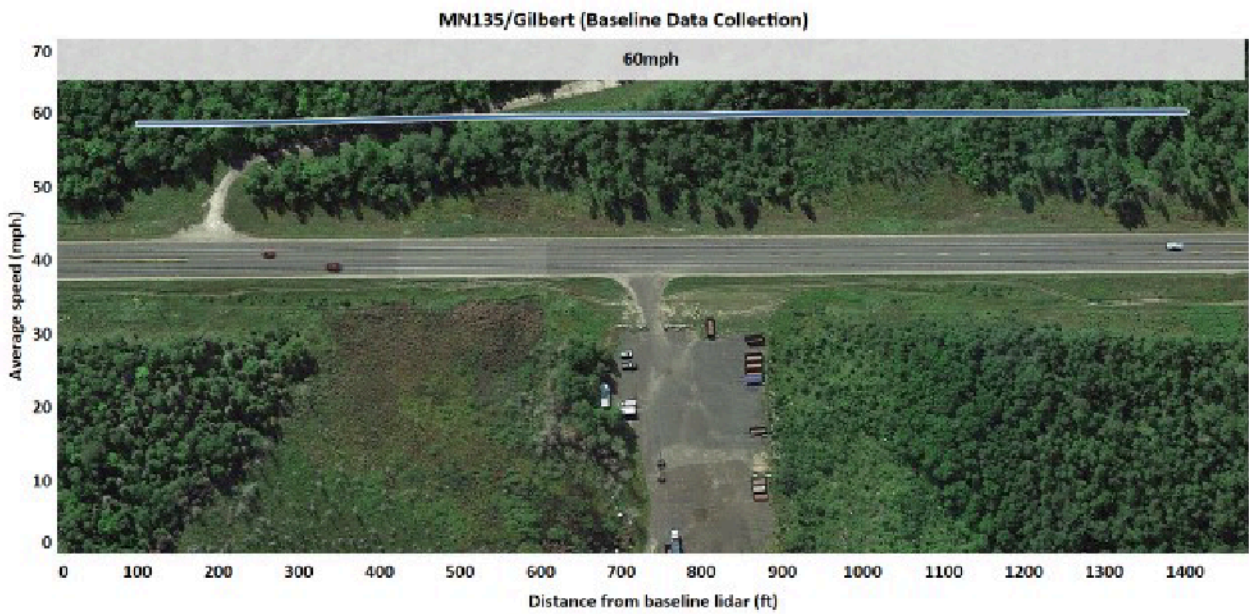 MN135/Gilbert (Baseline Data Collection)
60mph
Average speed (mph)
70
60
50
40
30
20
10
0
0 100 200 300 400 500 600 700 800 900 1000 1100 1200 1300 1400
Distance from baseline lidar (ft)